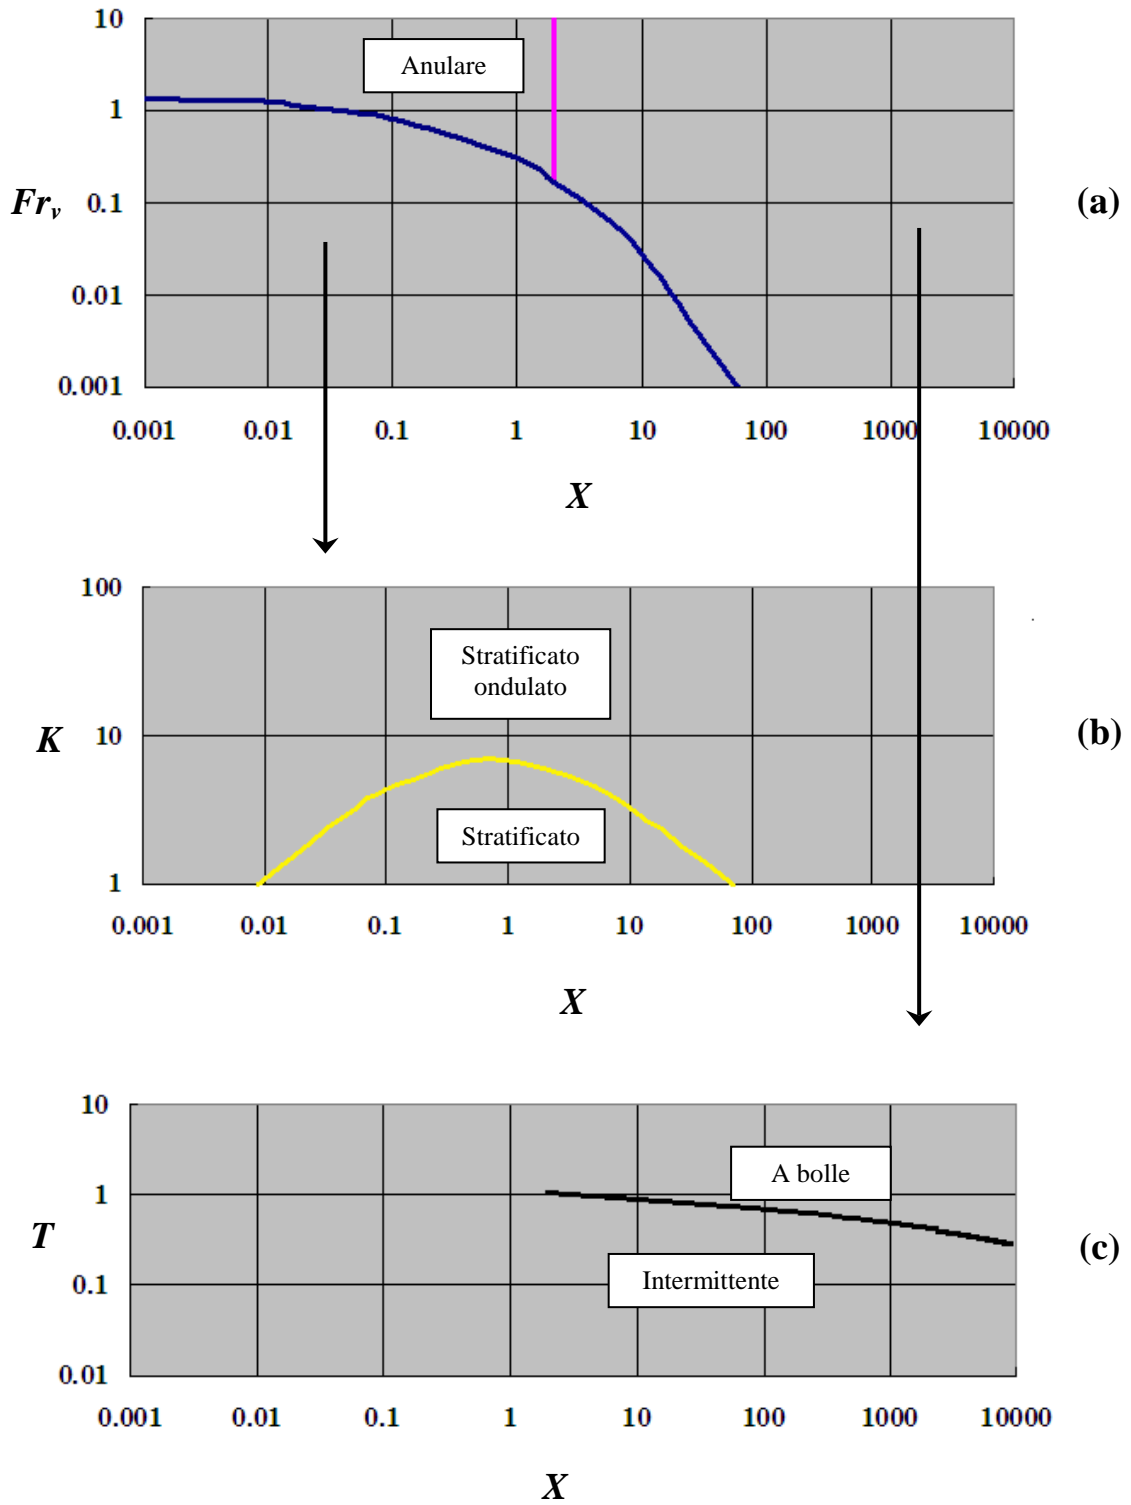 10
Anulare
1
Fr_v
0.1
(a)
0.01
0.001
0.001 0.01 0.1 1 10 100 1000 10000
X
100
Stratificato
ondulato
K
10
(b)
Stratificato
1
0.001 0.01 0.1 1 10 100 1000 10000
X
10
A bolle
1
T
(c)
Intermittente
0.1
0.01
0.001 0.01 0.1 1 10 100 1000 10000
X